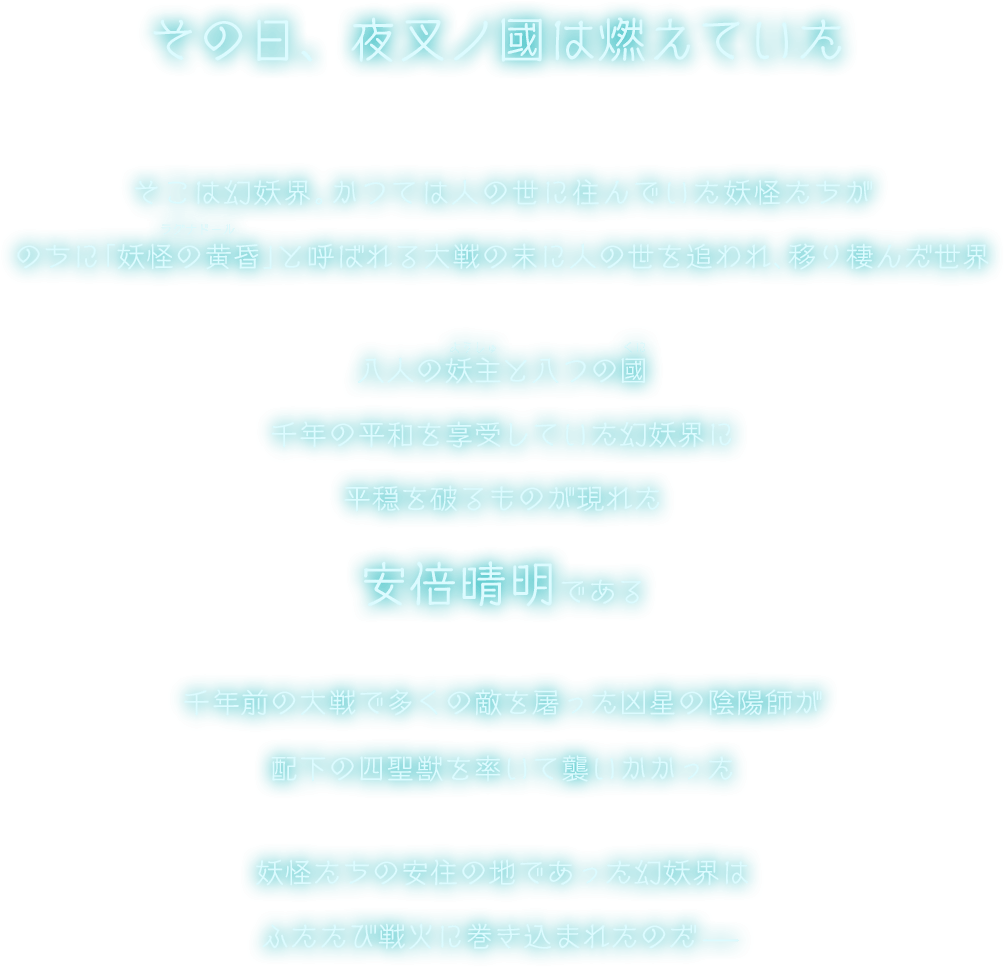 その日、夜叉ノ國は燃えていた
そこは幻妖界、かつては人の世に住んでいた妖怪たちが
のちに「妖怪の黄昏」と呼ばれる大戦の末に人の世を追われ、移り棲んだ世界
八人の妖主と八つの國
千年の平和を享受していた幻妖界に
平穏を破るものが現れた
安倍晴明である
千年前の大戦で多くの敵を屠った凶星の陰陽師が
配下の四聖獣を率いて襲いかかった
妖怪たちの安住の地であった幻妖界は
ふたたび戦火に巻き込まれたのだ――